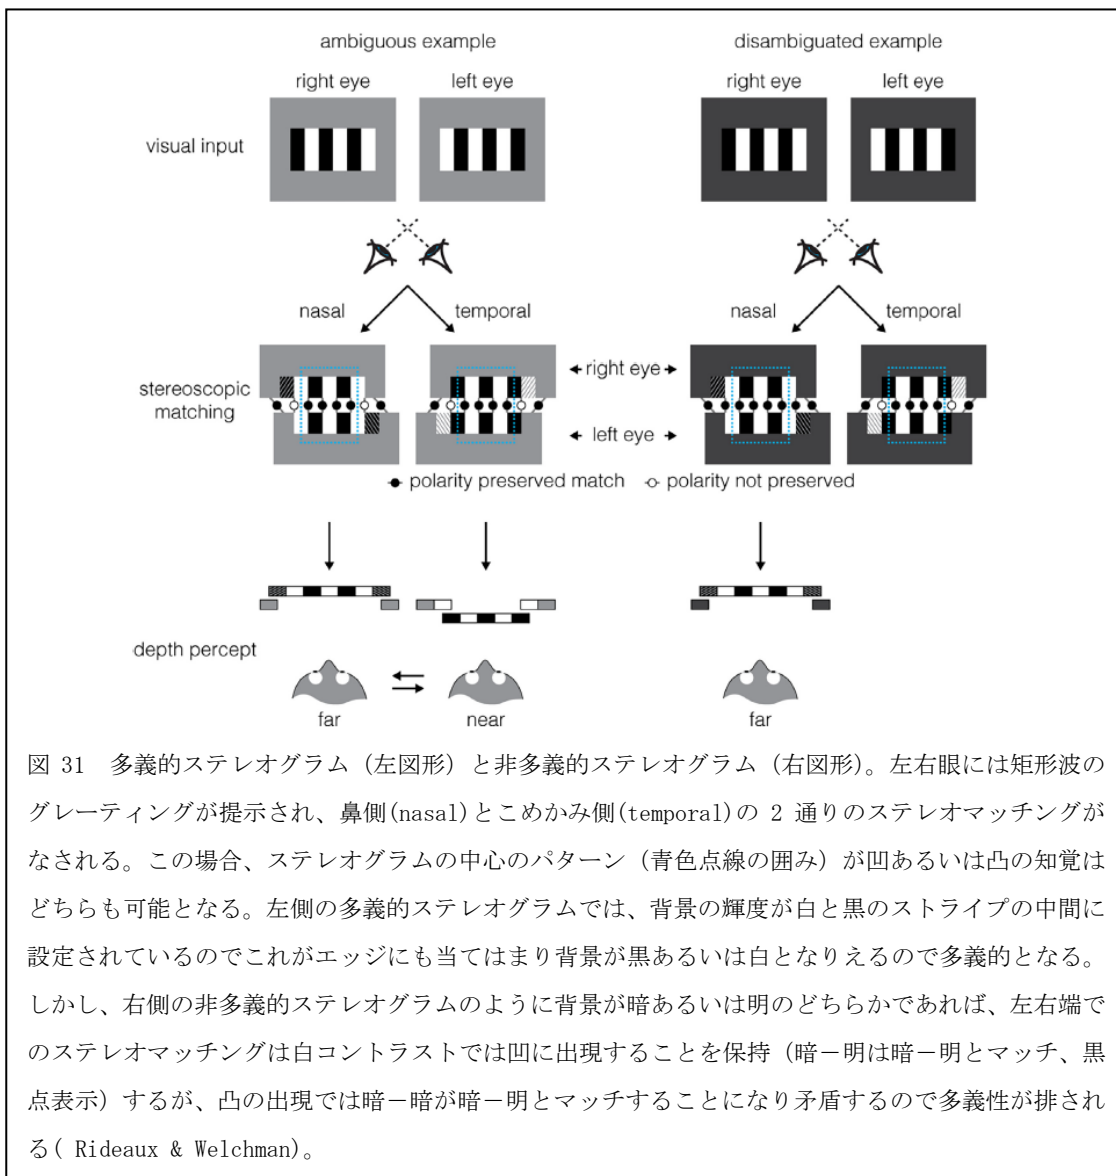 ambiguous example
disambiguated example
right eye
left eye
right eye
left eye
visual input
nasal
temporal
nasal
temporal
right eye
stereoscopic
matching
left eye
polarity preserved match
polarity not preserved
depth percept
far
near
far
図 31　多義的ステレオグラム（左図形）と非多義的ステレオグラム（右図形）。左右眼には矩形波の
グレーティングが提示され、鼻側(nasal)とこめかみ側(temporal)の 2 通りのステレオマッチングが
なされる。この場合、ステレオグラムの中心のパターン（青色点線の囲み）が凹あるいは凸の知覚は
どちらも可能となる。左側の多義的ステレオグラムでは、背景の輝度が白と黒のストライプの中間に
設定されているのでこれがエッジにも当てはまり背景が黒あるいは白となりえるので多義的となる。
しかし、右側の非多義的ステレオグラムのように背景が暗あるいは明のどちらかであれば、左右端で
のステレオマッチングは白コントラストでは凹に出現することを保持（暗－明は暗－明とマッチ、黒
点表示）するが、凸の出現では暗－暗が暗－明とマッチすることになり矛盾するので多義性が排され
る( Rideaux & Welchman)。